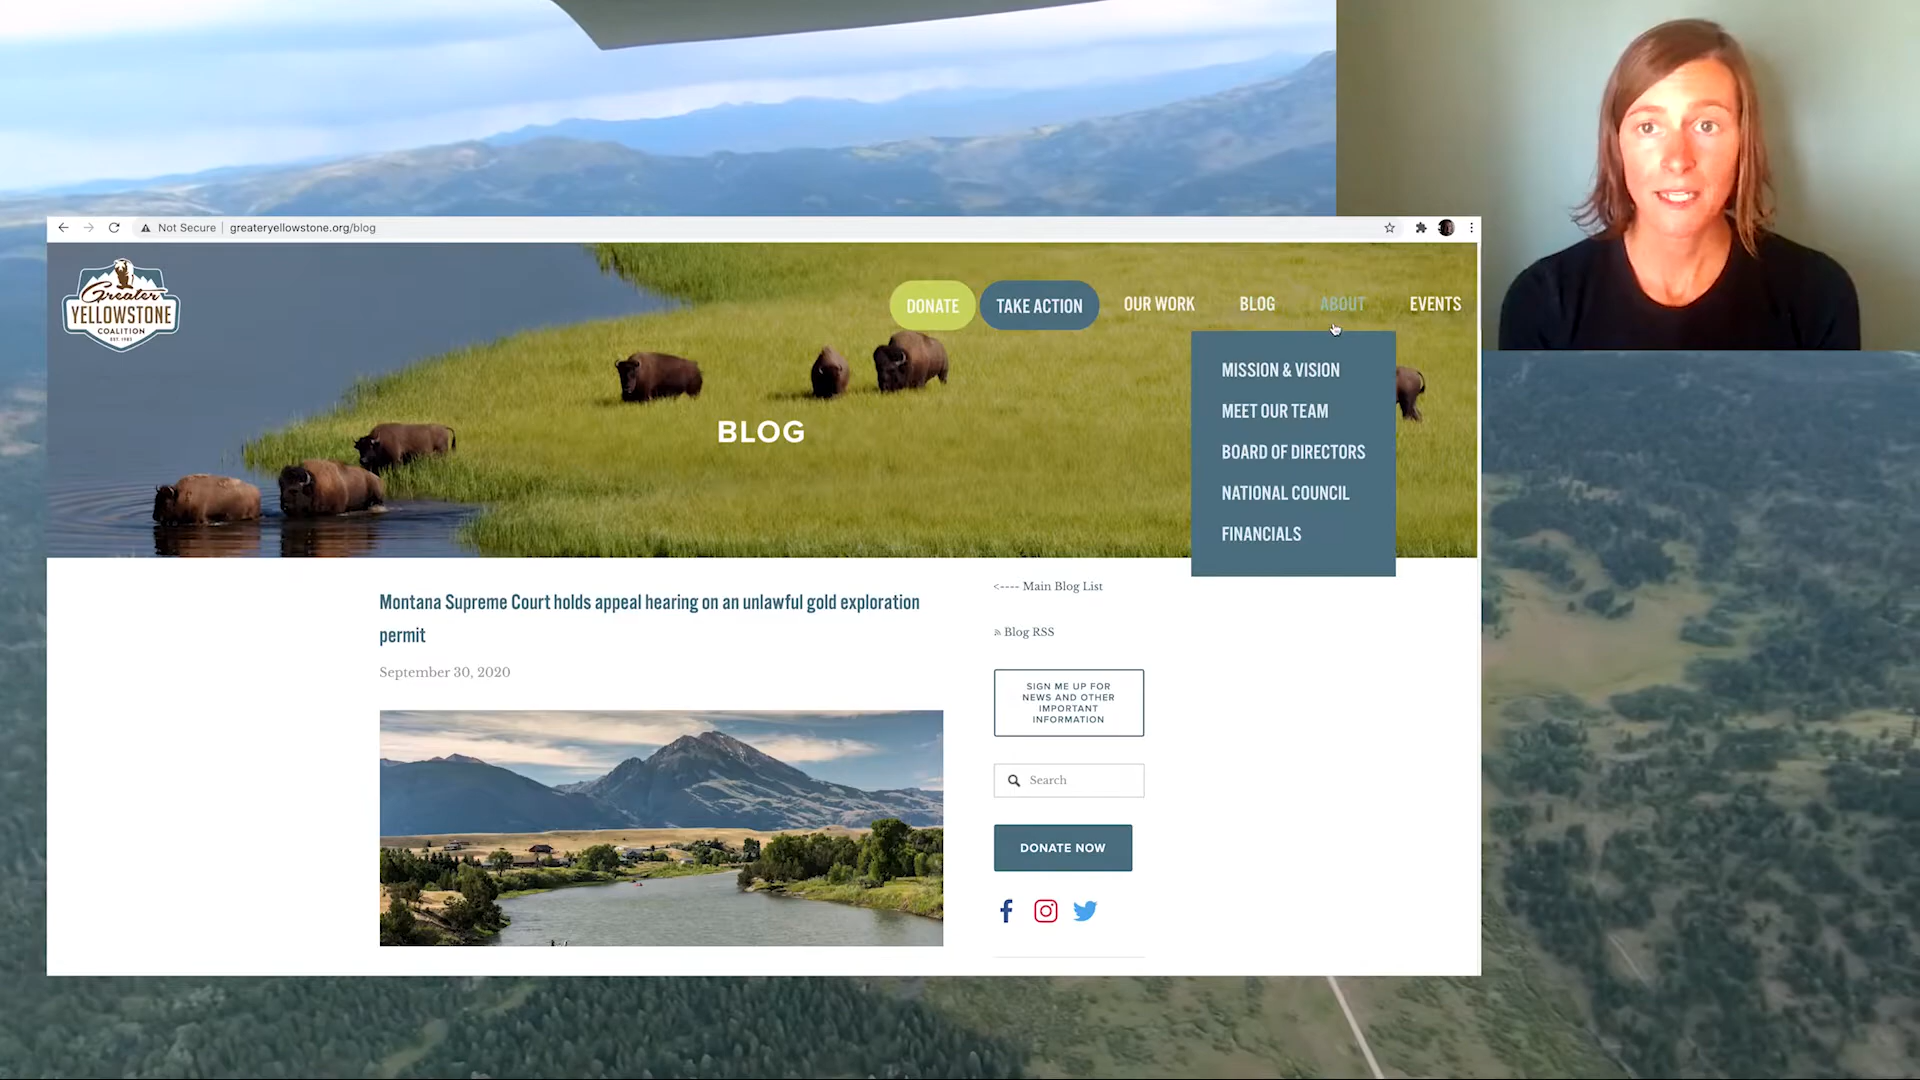 Not Secure
greateryellowstone.org/blog
Greater
YELLOWSTONE
COALITION
EST. 1983
DONATE
TAKE ACTION
OUR WORK
BLOG
ABOUT
EVENTS
MISSION & VISION
MEET OUR TEAM
BOARD OF DIRECTORS
NATIONAL COUNCIL
FINANCIALS
BLOG
Montana Supreme Court holds appeal hearing on an unlawful gold exploration
permit
September 30, 2020
<---- Main Blog List
Blog RSS
SIGN ME UP FOR
NEWS AND OTHER
IMPORTANT
INFORMATION
Search
DONATE NOW